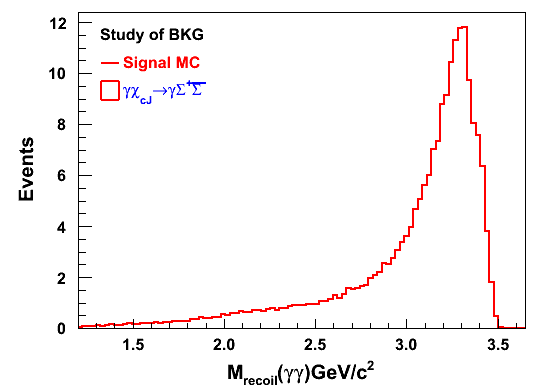 Study of BKG
Signal MC
γχcJ→γΣ⁺Σ̅⁻
Events
12
10
8
6
4
2
0
1.5 2.0 2.5 3.0 3.5
Mrecoil(γγ)GeV/c²